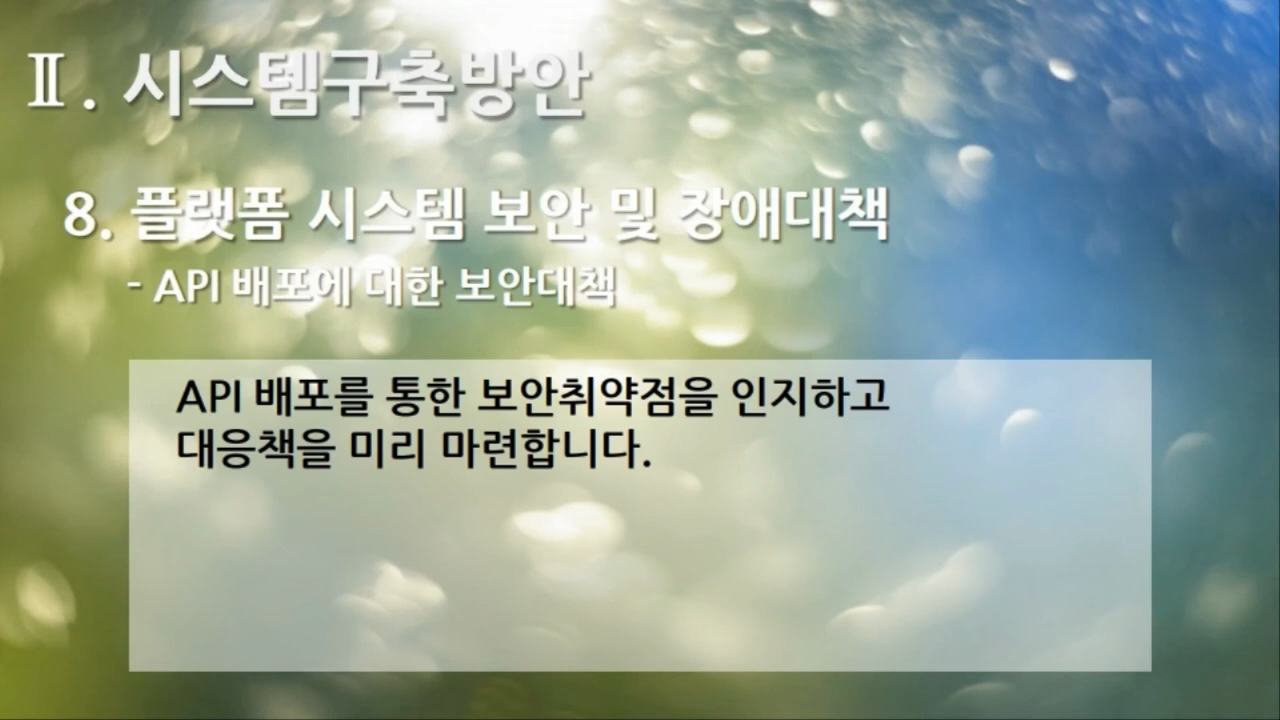 Ⅱ. 시스템구축방안
8. 플랫폼 시스템 보안 및 장애대책
- API 배포에 대한 보안대책
API 배포를 통한 보안취약점을 인지하고
대응책을 미리 마련합니다.